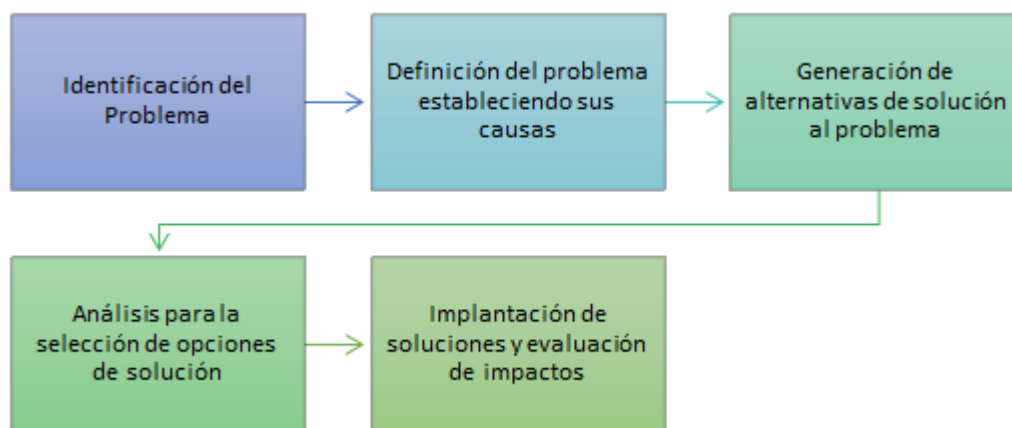 Identificación del
Problema
Definición del problema
estableciendo sus
causas
Generación de
alternativas de solución
al problema
Análisis para la
selección de opciones
de solución
Implantación de
soluciones y evaluación
de impactos